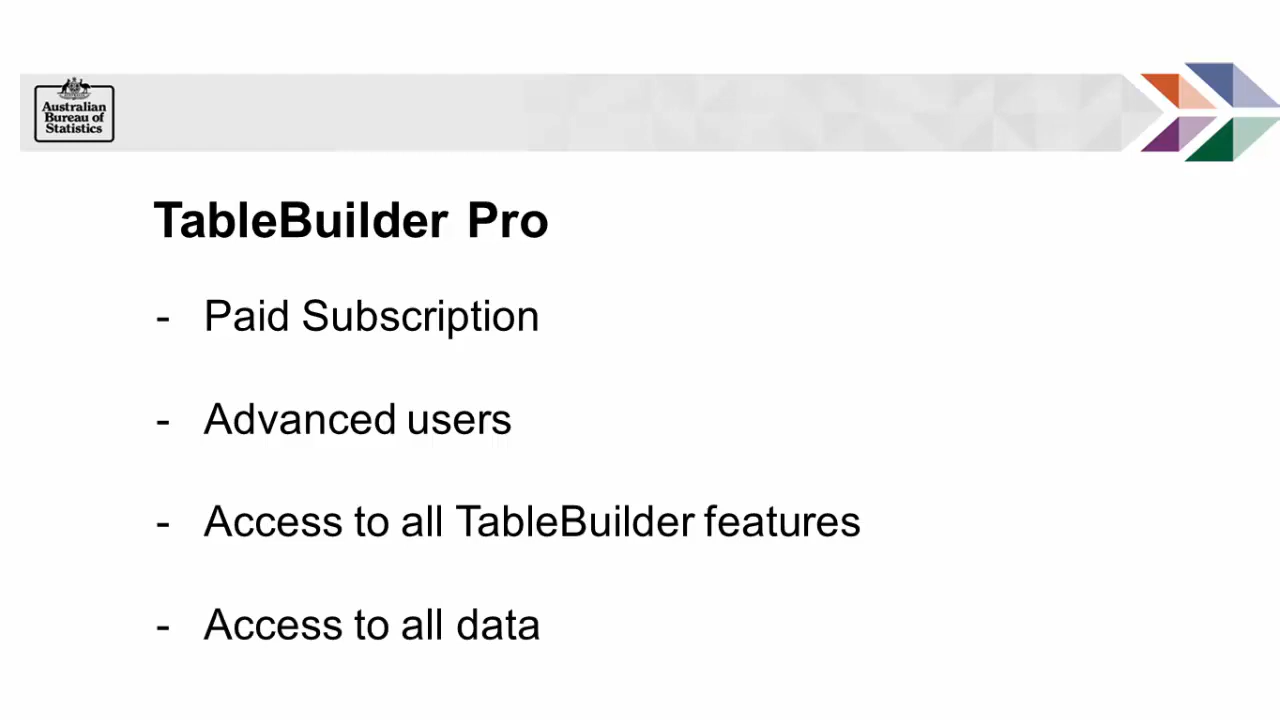 Australian
Bureau of
Statistics
TableBuilder Pro
- Paid Subscription
- Advanced users
- Access to all TableBuilder features
- Access to all data